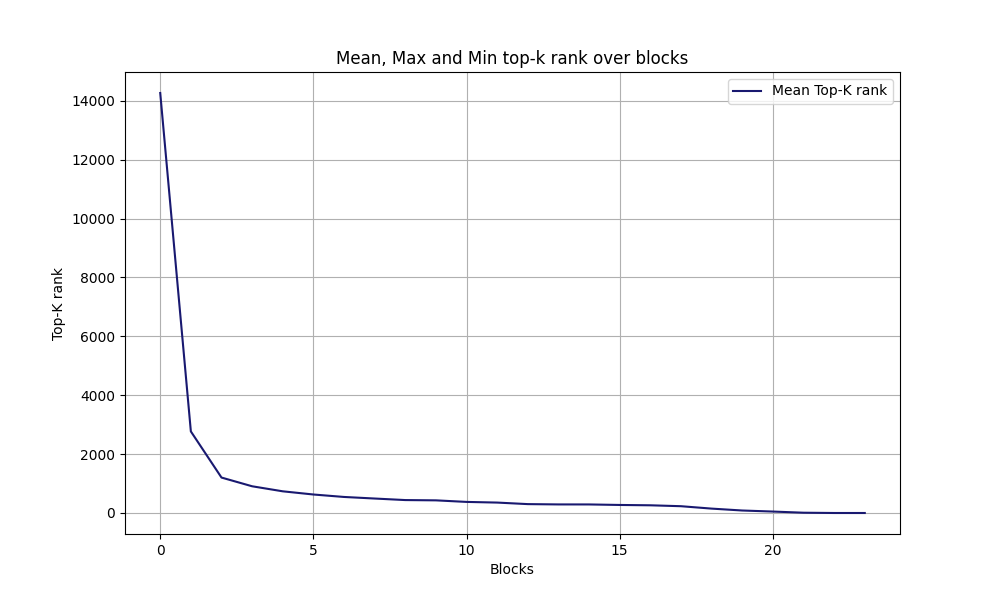 Mean, Max and Min top-k rank over blocks
Mean Top-K rank
14000
12000
10000
8000
6000
4000
2000
0
Top-K rank
0 5 10 15 20
Blocks